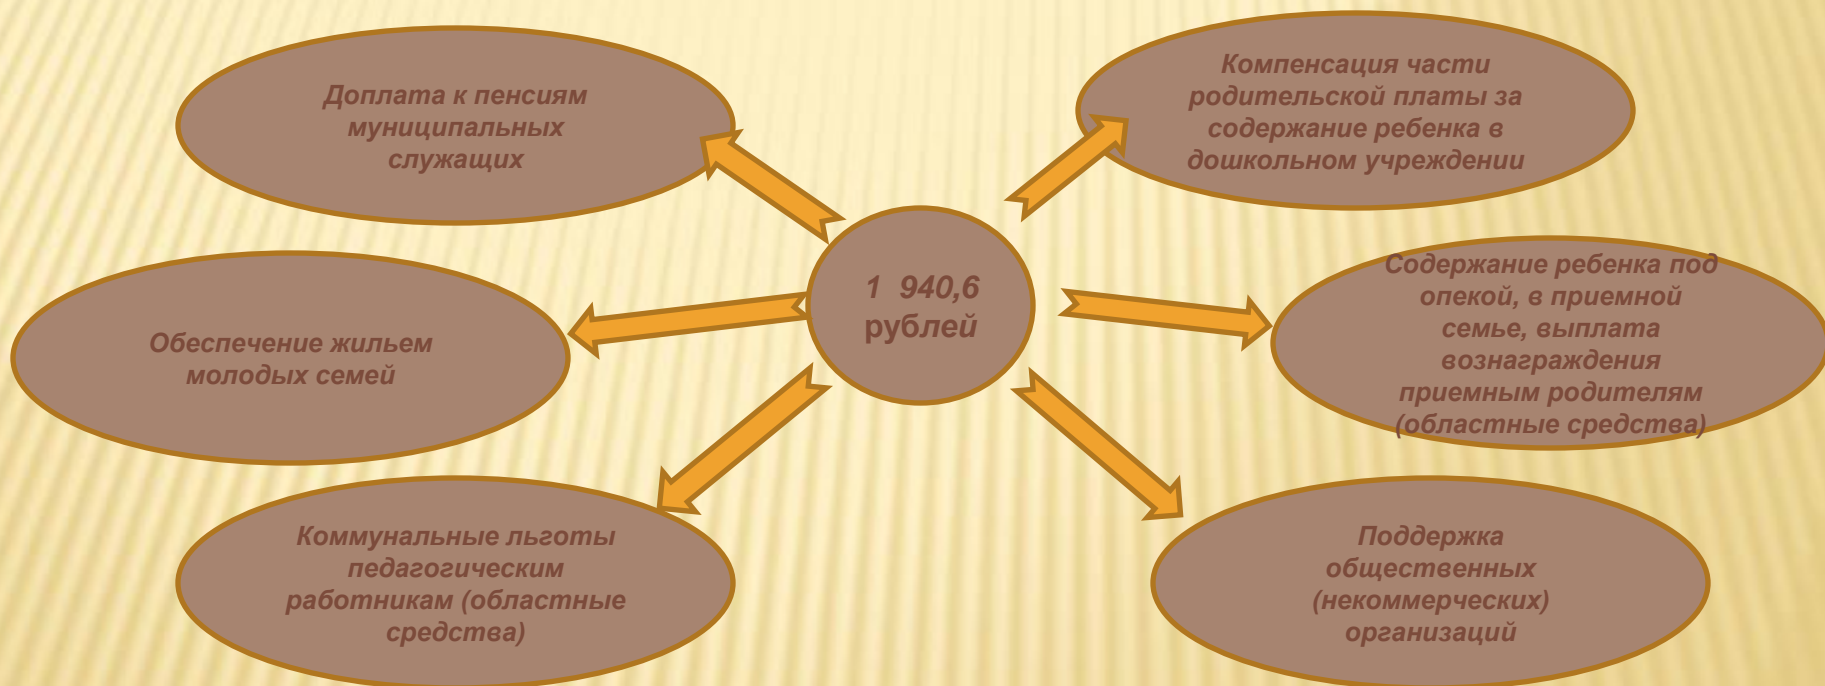 Доплата к пенсиям
муниципальных
служащих
Компенсация части
родительской платы за
содержание ребенка в
дошкольном учреждении
1 940,6
рублей
Обеспечение жильем
молодых семей
Содержание ребенка под
опекой, в приемной
семье, выплата
вознаграждения
приемным родителям
(областные средства)
Коммунальные льготы
педагогическим
работникам (областные
средства)
Поддержка
общественных
(некоммерческих)
организаций